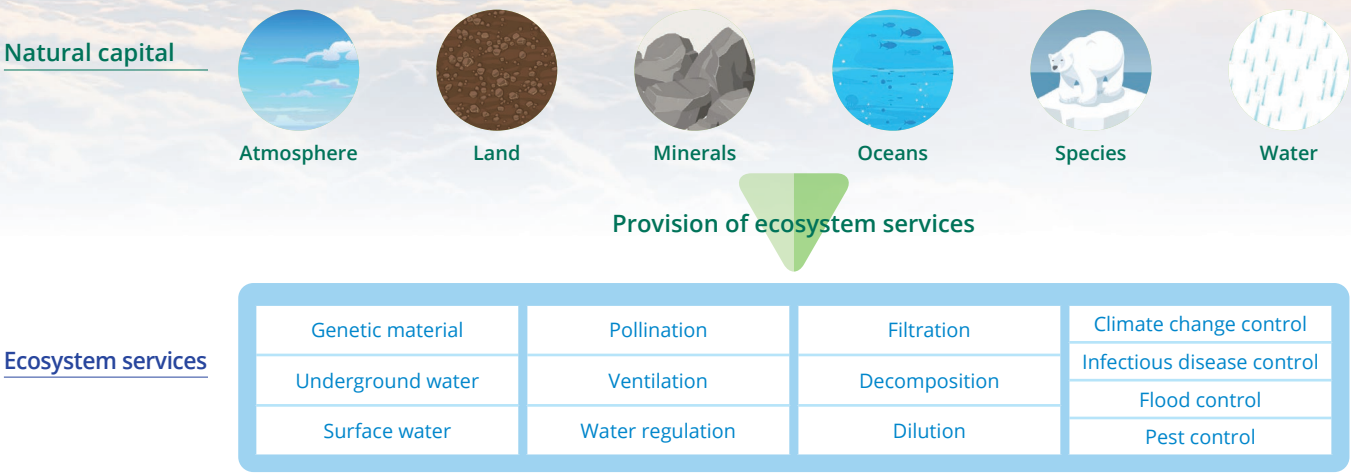 Natural capital
Atmosphere
Land
Minerals
Oceans
Species
Water
Provision of ecosystem services
Ecosystem services
Genetic material
Underground water
Surface water
Pollination
Ventilation
Water regulation
Filtration
Decomposition
Dilution
Climate change control
Infectious disease control
Flood control
Pest control